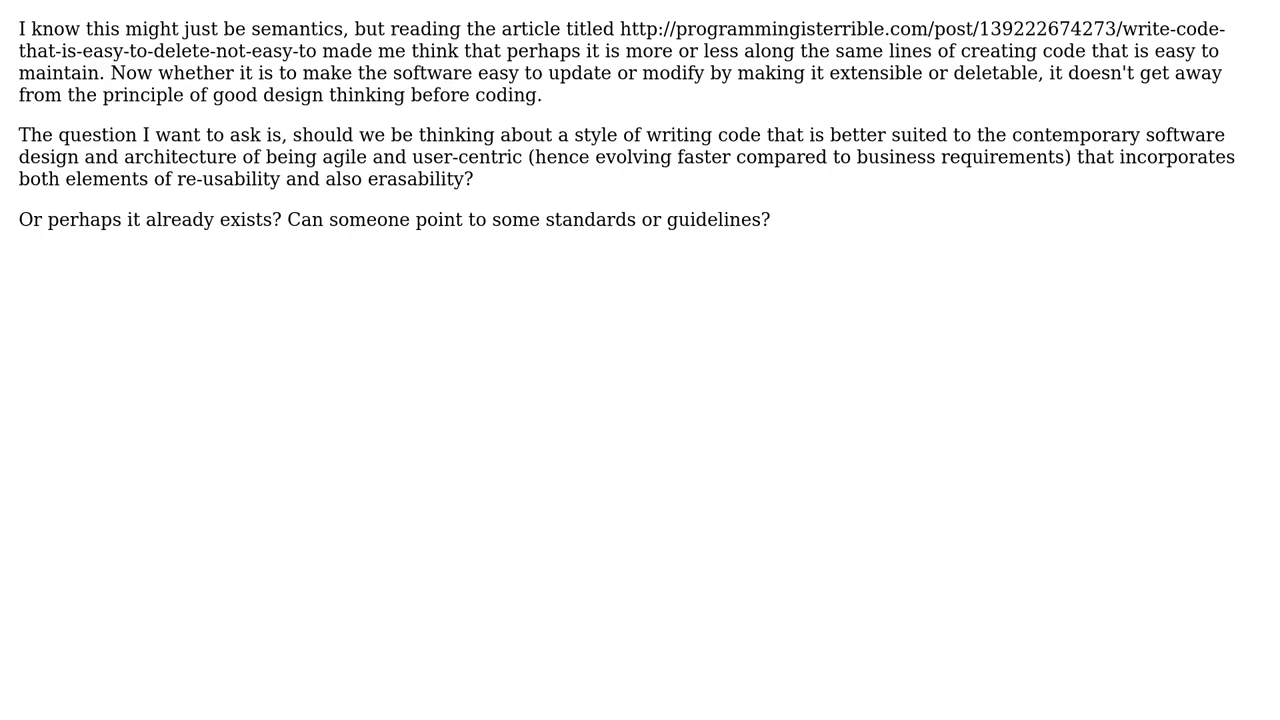 I know this might just be semantics, but reading the article titled http://programmingisterrible.com/post/139222674273/write-code-
that-is-easy-to-delete-not-easy-to made me think that perhaps it is more or less along the same lines of creating code that is easy to
maintain. Now whether it is to make the software easy to update or modify by making it extensible or deletable, it doesn't get away
from the principle of good design thinking before coding.
The question I want to ask is, should we be thinking about a style of writing code that is better suited to the contemporary software
design and architecture of being agile and user-centric (hence evolving faster compared to business requirements) that incorporates
both elements of re-usability and also erasability?
Or perhaps it already exists? Can someone point to some standards or guidelines?